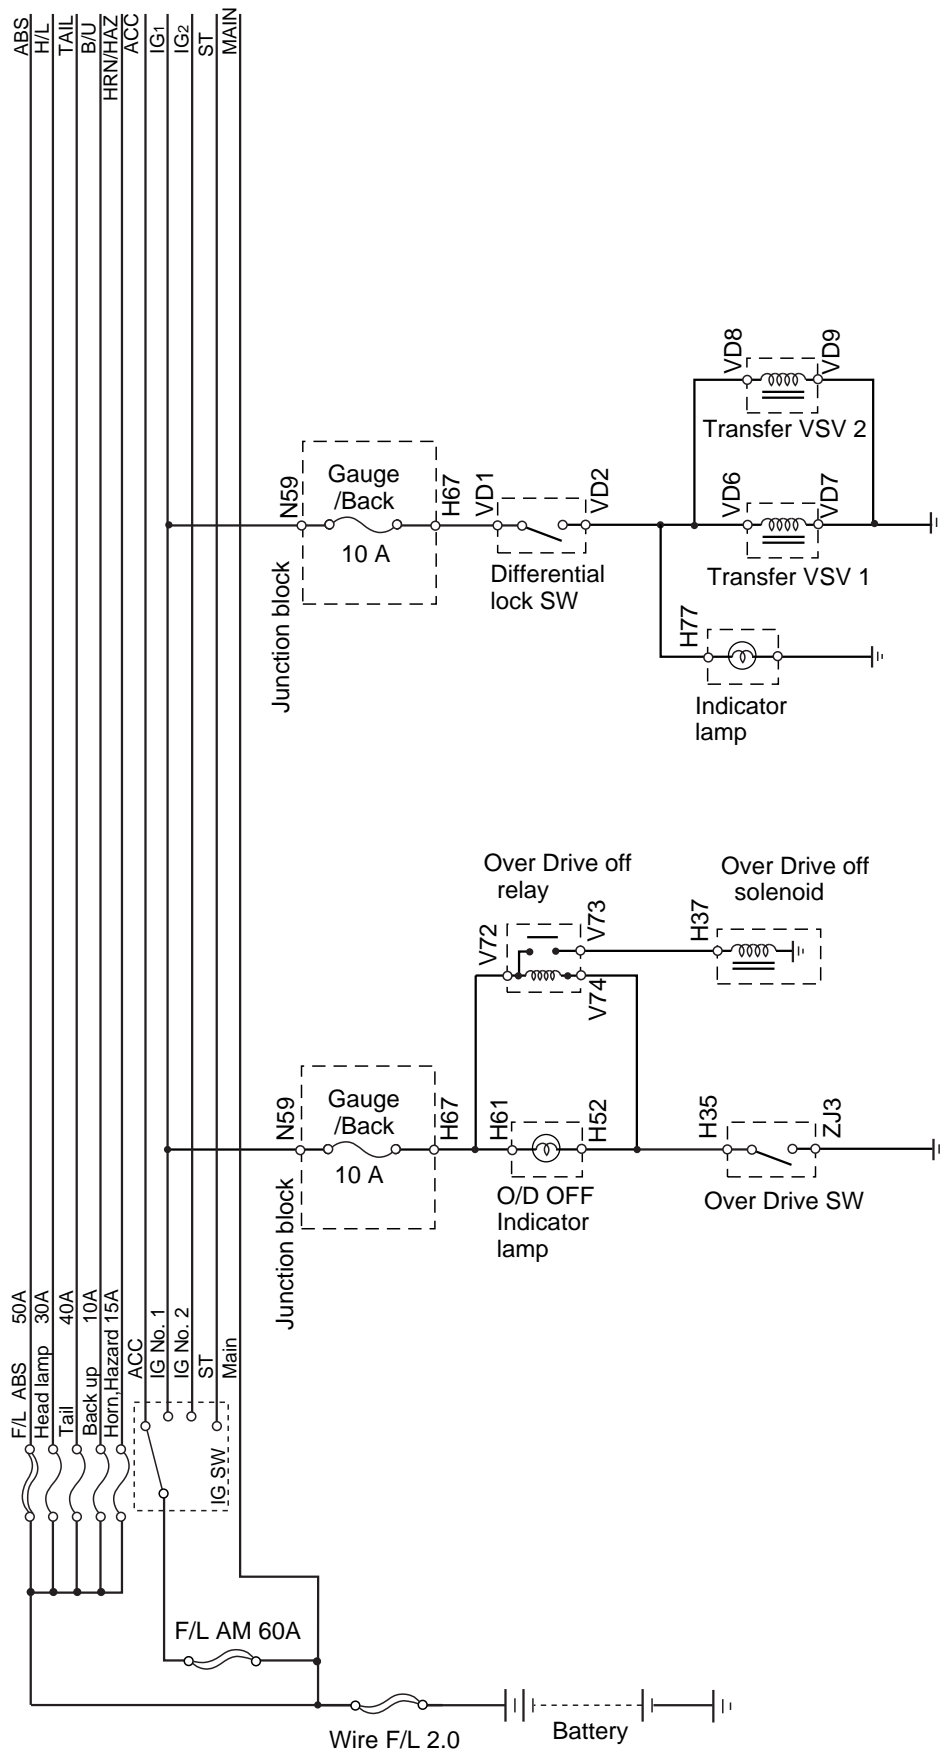 ABS
H/L
TAIL
B/U
HRN/HAZ
ACC
IG1
IG2
ST
MAIN
VD8
VD9
Transfer VSV 2
N59
Gauge
/Back
10 A
H67
Junction block
VD1
VD2
Differential
lock SW
VD6
VD7
Transfer VSV 1
H77
Indicator
lamp
Over Drive off
relay
V72
V73
V74
Over Drive off
solenoid
H37
N59
Gauge
/Back
10 A
H67
Junction block
H61
H52
O/D OFF
Indicator
lamp
H35
ZJ3
Over Drive SW
F/L ABS 50A
Head lamp 30A
Tail 40A
Back up 10A
Horn,Hazard 15A
ACC
IG No. 1
IG No. 2
ST
Main
IG SW
F/L AM 60A
Wire F/L 2.0
Battery